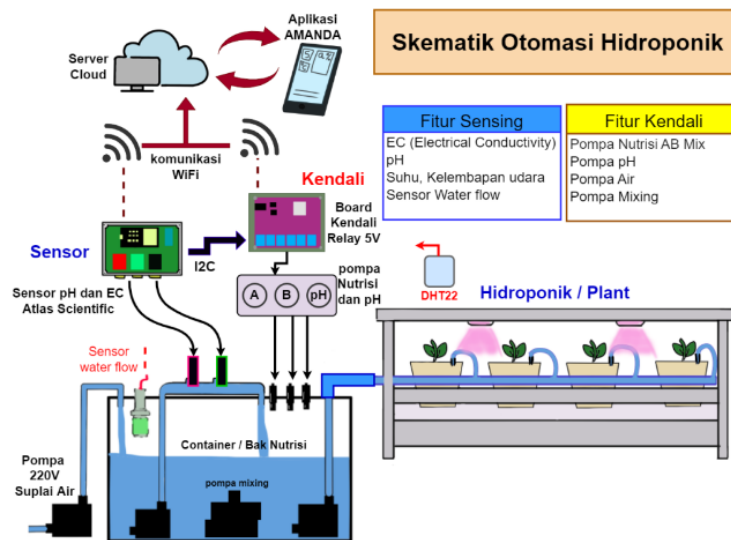 Skematik Otomasi Hidroponik
Aplikasi
AMANDA
Server
Cloud
komunikasi
WiFi
Fitur Sensing
EC (Electrical Conductivity)
pH
Suhu, Kelembapan udara
Sensor Water flow
Fitur Kendali
Pompa Nutrisi AB Mix
Pompa pH
Pompa Air
Pompa Mixing
Kendali
Board
Kendali
Relay 5V
Sensor
I2C
Sensor pH dan EC
Atlas Scientific
A
B
pH
pompa
Nutrisi
dan pH
DHT22
Hidroponik / Plant
Sensor
water flow
Container / Bak Nutrisi
Pompa
220V
Suplai Air
pompa mixing